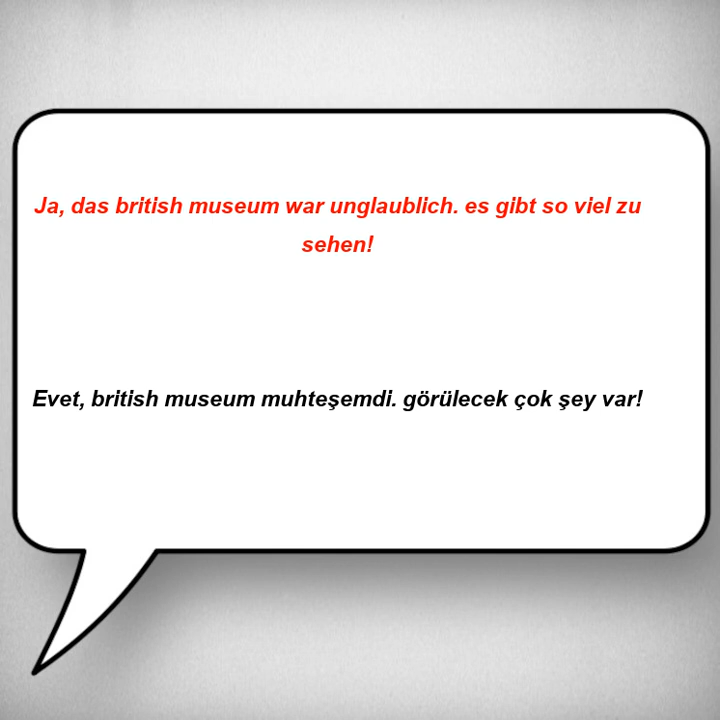 Ja, das british museum war unglaublich. es gibt so viel zu
sehen!
Evet, british museum muhteşemdi. görülecek çok şey var!